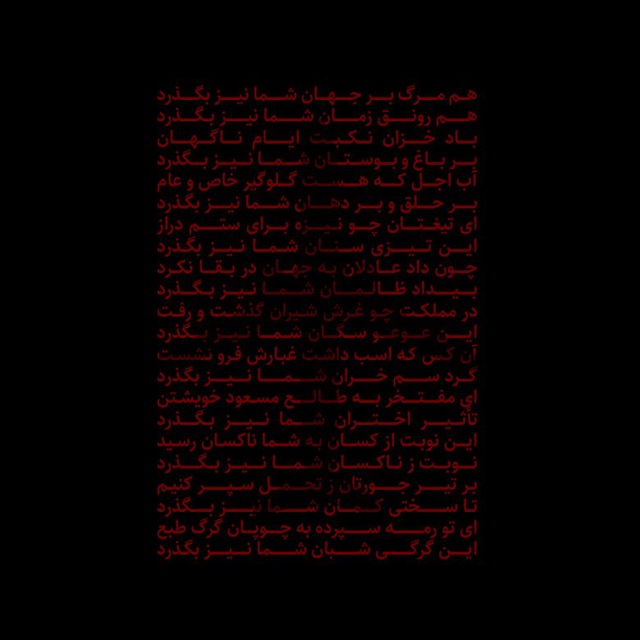 هم مرگ بر جهان شما نیز بگذرد
هم رونق زمان شما نیز بگذرد
باد خزان نکبت ایام ناگهان
بر باغ و بوستان شما نیز بگذرد
آب اجل که هست گلوگیر خاص و عام
بر حلق و بر دهان شما نیز بگذرد
ای تیغتان چو نیزه برای ستم دراز
این تیزی سنان شما نیز بگذرد
چون داد عادلان به جهان در بقا نکرد
بیداد ظالمان شما نیز بگذرد
در مملکت چو غرش شیران گذشت و رفت
این عوعو سگان شما نیز بگذرد
آن کس که اسب داشت غبارش فرو نشست
گرد سم خران شما نیز بگذرد
ای مفتخر به طالع مسعود خویشتن
تأثیر اختران شما نیز بگذرد
این نوبت از کسان به شما ناکسان رسید
نوبت ز ناکسان شما نیز بگذرد
بر تیر جورتان ز تحمل سپر کنیم
تا سختی کمان شما نیز بگذرد
ای تو رمه سپرده به چوپان گرگ طبع
این گرگی شبان شما نیز بگذرد